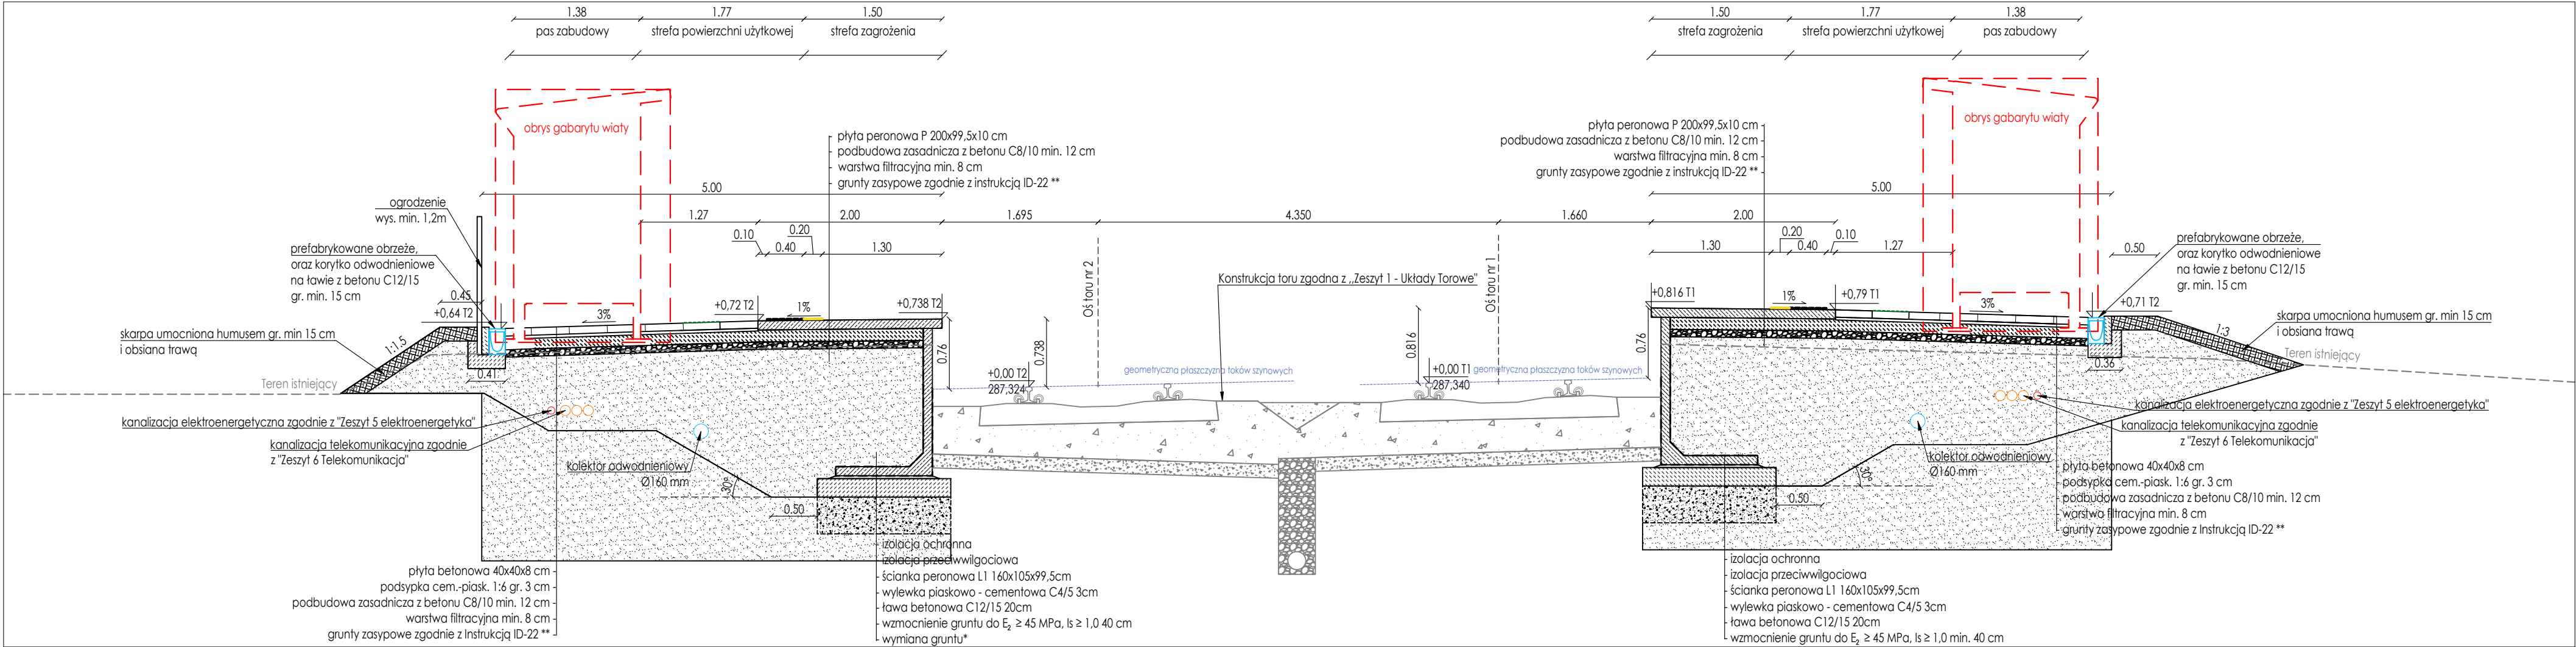 1.38
1.77
1.50
pas zabudowy
strefa powierzchni użytkowej
strefa zagrożenia
1.50
1.77
1.38
strefa zagrożenia
strefa powierzchni użytkowej
pas zabudowy
obrys gabarytu wiaty
płyta peronowa P 200x99,5x10 cm
podbudowa zasadnicza z betonu C8/10 min. 12 cm
warstwa filtracyjna min. 8 cm
grunty zasypowe zgodnie z instrukcją ID-22 **
płyta peronowa P 200x99,5x10 cm
podbudowa zasadnicza z betonu C8/10 min. 12 cm
warstwa filtracyjna min. 8 cm
grunty zasypowe zgodnie z instrukcją ID-22 **
obrys gabarytu wiaty
5.00
5.00
ogrodzenie
wys. min. 1,2m
1.27
2.00
1.695
4.350
1.660
2.00
0.10
0.40
0.20
1.30
1.30
0.20
0.40
0.10
1.27
0.50
prefabrykowane obrzeże,
oraz korytko odwodnieniowe
na ławie z betonu C12/15
gr. min. 15 cm
prefabrykowane obrzeże,
oraz korytko odwodnieniowe
na ławie z betonu C12/15
gr. min. 15 cm
Oś toru nr 2
Oś toru nr 1
Konstrukcja toru zgodna z ,,Zeszyt 1 - Układy Torowe"
0.45
+0,64 T2
+0,72 T2
1%
+0,738 T2
3%
+0,816 T1
1%
+0,79 T1
3%
+0,71 T2
skarpa umocniona humusem gr. min 15 cm
i obsiana trawą
1:1.5
skarpa umocniona humusem gr. min 15 cm
i obsiana trawą
1:3
0.76
0.738
0.816
0.76
+0,00 T2
287,324
geometryczna płaszczyzna toków szynowych
+0,00 T1
287,340
geometryczna płaszczyzna toków szynowych
Teren istniejący
Teren istniejący
0.41
0.36
kanalizacja elektroenergetyczna zgodnie z "Zeszyt 5 elektroenergetyka"
kanalizacja telekomunikacyjna zgodnie
z "Zeszyt 6 Telekomunikacja"
kolektor odwodnieniowy
Ø160 mm
30°
0.50
kanalizacja elektroenergetyczna zgodnie z "Zeszyt 5 elektroenergetyka"
kanalizacja telekomunikacyjna zgodnie
z "Zeszyt 6 Telekomunikacja"
kolektor odwodnieniowy
Ø160 mm
30°
0.50
płyta betonowa 40x40x8 cm
podsypka cem.-piask. 1:6 gr. 3 cm
podbudowa zasadnicza z betonu C8/10 min. 12 cm
warstwa filtracyjna min. 8 cm
grunty zasypowe zgodnie z Instrukcją ID-22 **
płyta betonowa 40x40x8 cm
podsypka cem.-piask. 1:6 gr. 3 cm
podbudowa zasadnicza z betonu C8/10 min. 12 cm
warstwa filtracyjna min. 8 cm
grunty zasypowe zgodnie z Instrukcją ID-22 **
izolacja ochronna
izolacja przeciwwilgociowa
ścianka peronowa L1 160x105x99,5cm
wylewka piaskowo - cementowa C4/5 3cm
ława betonowa C12/15 20cm
wzmocnienie gruntu do E₂ ≥ 45 MPa, Is ≥ 1,0 40 cm
wymiana gruntu*
izolacja ochronna
izolacja przeciwwilgociowa
ścianka peronowa L1 160x105x99,5cm
wylewka piaskowo - cementowa C4/5 3cm
ława betonowa C12/15 20cm
wzmocnienie gruntu do E₂ ≥ 45 MPa, Is ≥ 1,0 min. 40 cm